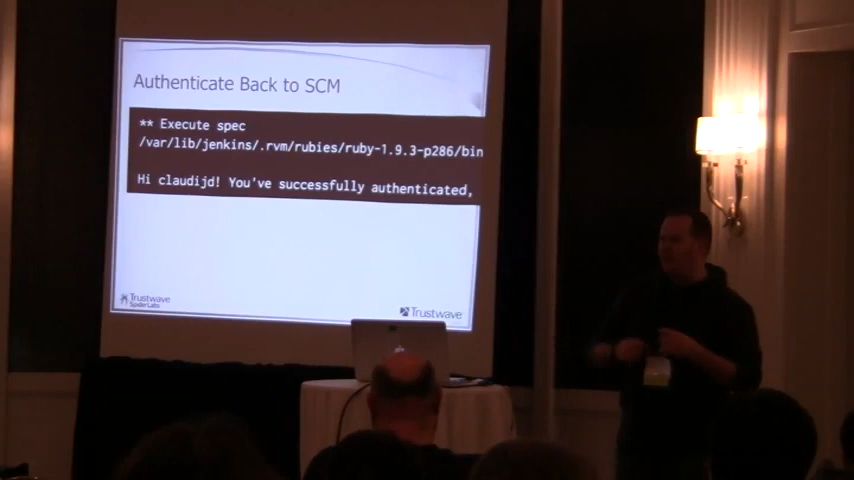 Authenticate Back to SCM
** Execute spec
/var/lib/jenkins/.rvm/rubies/ruby-1.9.3-p286/bin
Hi claudijd! You've successfully authenticated,
Trustwave
SpiderLabs
Trustwave